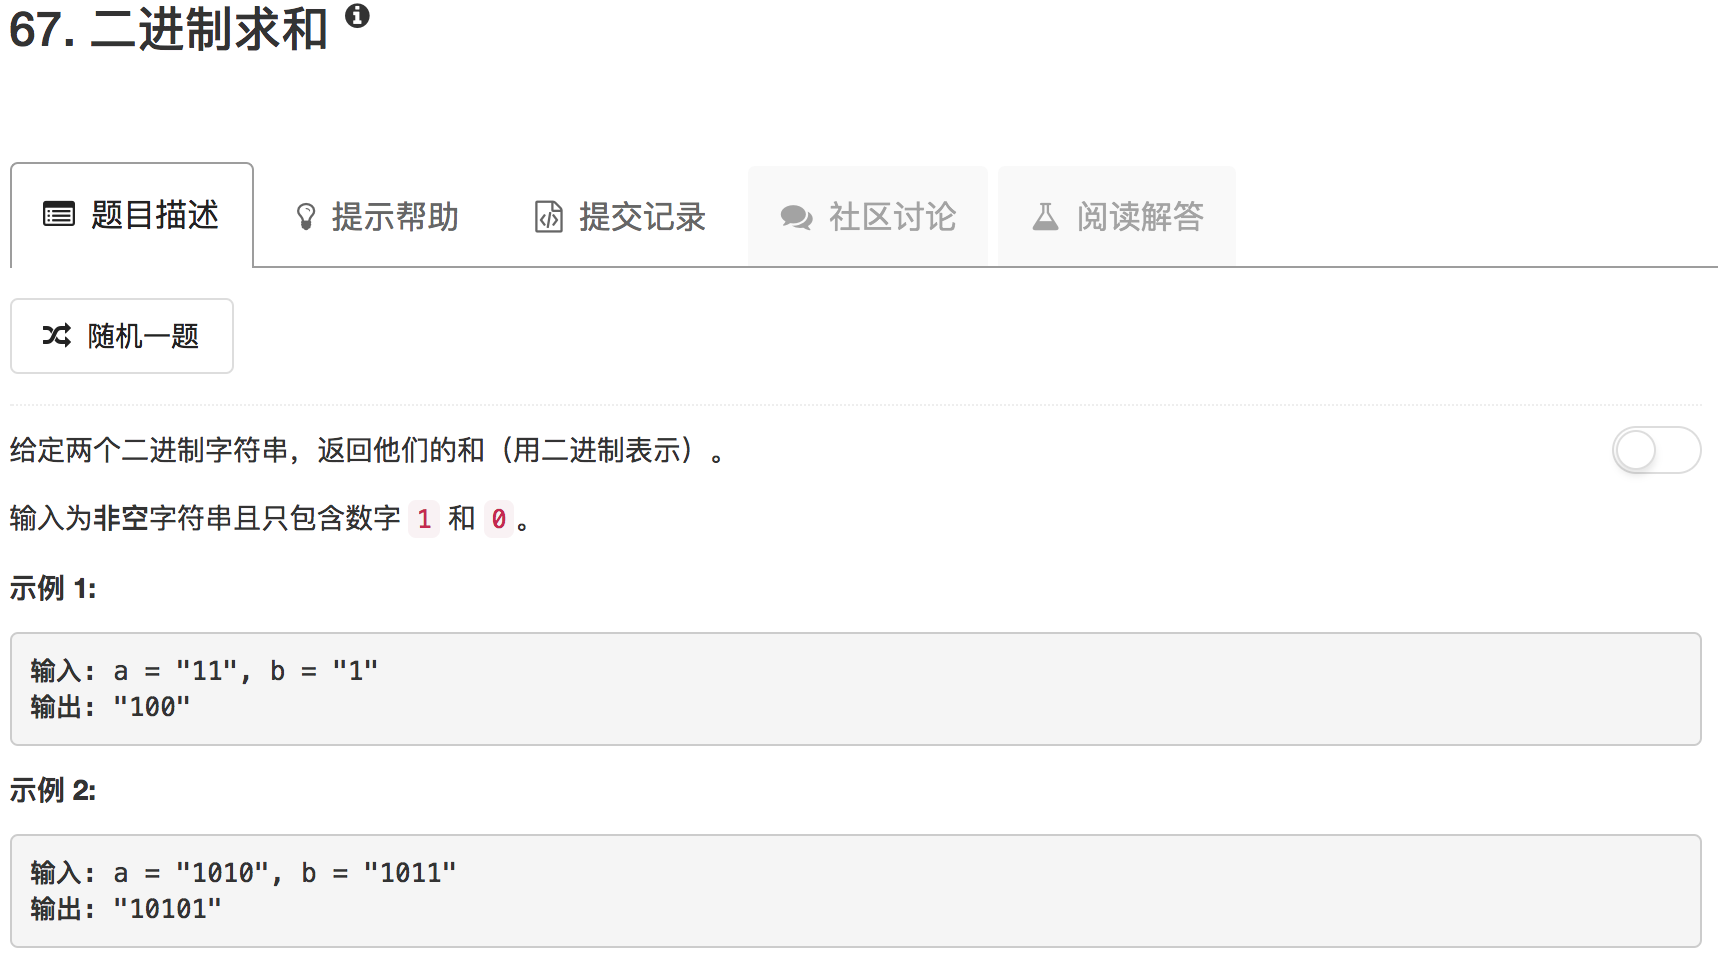 67. 二进制求和
题目描述 提示帮助 提交记录 社区讨论 阅读解答
随机一题
给定两个二进制字符串，返回他们的和（用二进制表示）。
输入为非空字符串且只包含数字 1 和 0。
示例 1:
输入: a = "11", b = "1"
输出: "100"
示例 2:
输入: a = "1010", b = "1011"
输出: "10101"